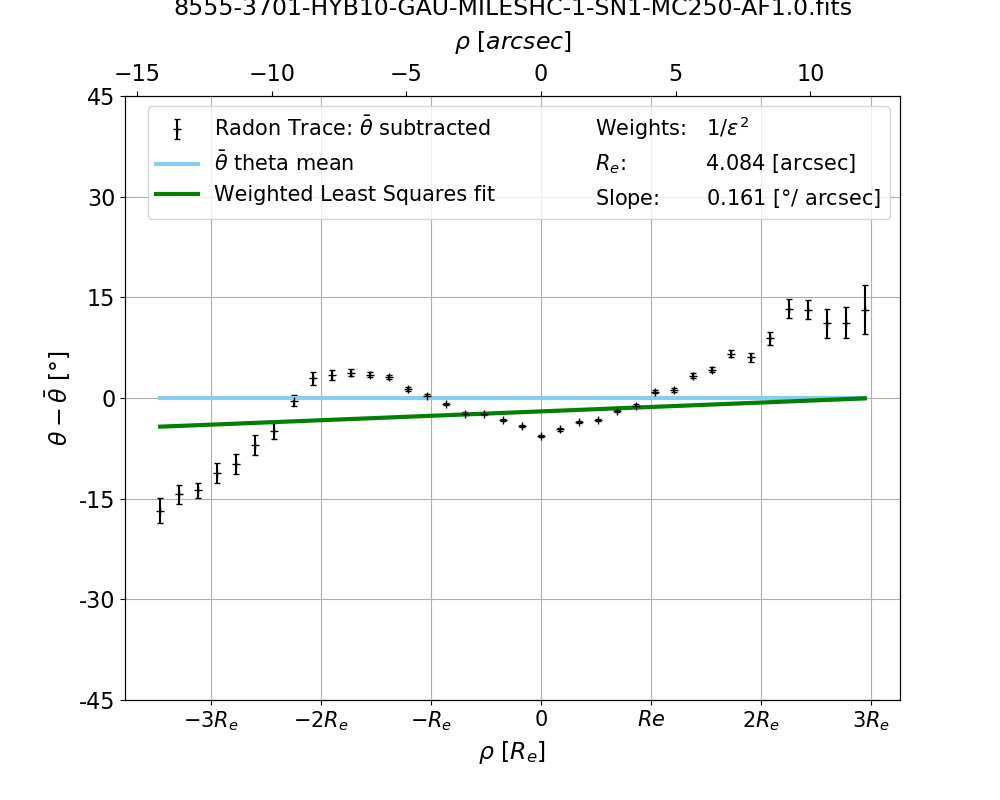 8555-3701-HYB10-GAU-MILESHC-1-SN1-MC250-AF1.0.fits
ρ [arcsec]
−15 −10 −5 0 5 10
45
30
15
0
-15
-30
-45
θ − θ̄ [°]
Radon Trace: θ̄ subtracted
θ̄ theta mean
Weighted Least Squares fit
Weights: 1/ε²
Rₑ: 4.084 [arcsec]
Slope: 0.161 [°/ arcsec]
−3Rₑ −2Rₑ −Rₑ 0 Re 2Rₑ 3Rₑ
ρ [Rₑ]